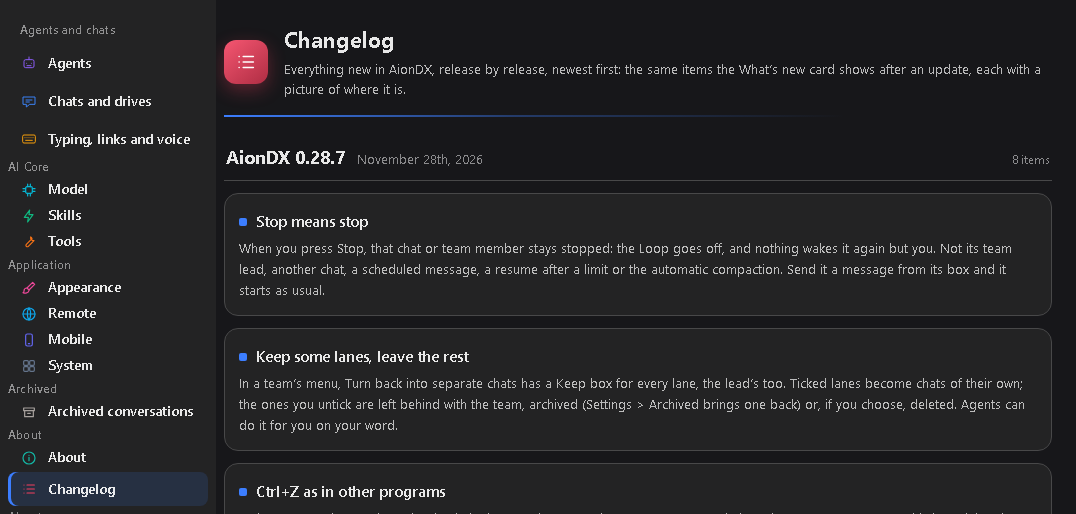 Agents and chats
Agents
Chats and drives
Typing, links and voice
AI Core
Model
Skills
Tools
Application
Appearance
Remote
Mobile
System
Archived
Archived conversations
About
About
Changelog
Changelog
Everything new in AionDX, release by release, newest first: the same items the What's new card shows after an update, each with a
picture of where it is.
AionDX 0.28.7 November 28th, 2026 8 items
Stop means stop
When you press Stop, that chat or team member stays stopped: the Loop goes off, and nothing wakes it again but you. Not its team
lead, another chat, a scheduled message, a resume after a limit or the automatic compaction. Send it a message from its box and it
starts as usual.
Keep some lanes, leave the rest
In a team's menu, Turn back into separate chats has a Keep box for every lane, the lead's too. Ticked lanes become chats of their own;
the ones you untick are left behind with the team, archived (Settings > Archived brings one back) or, if you choose, deleted. Agents can
do it for you on your word.
Ctrl+Z as in other programs